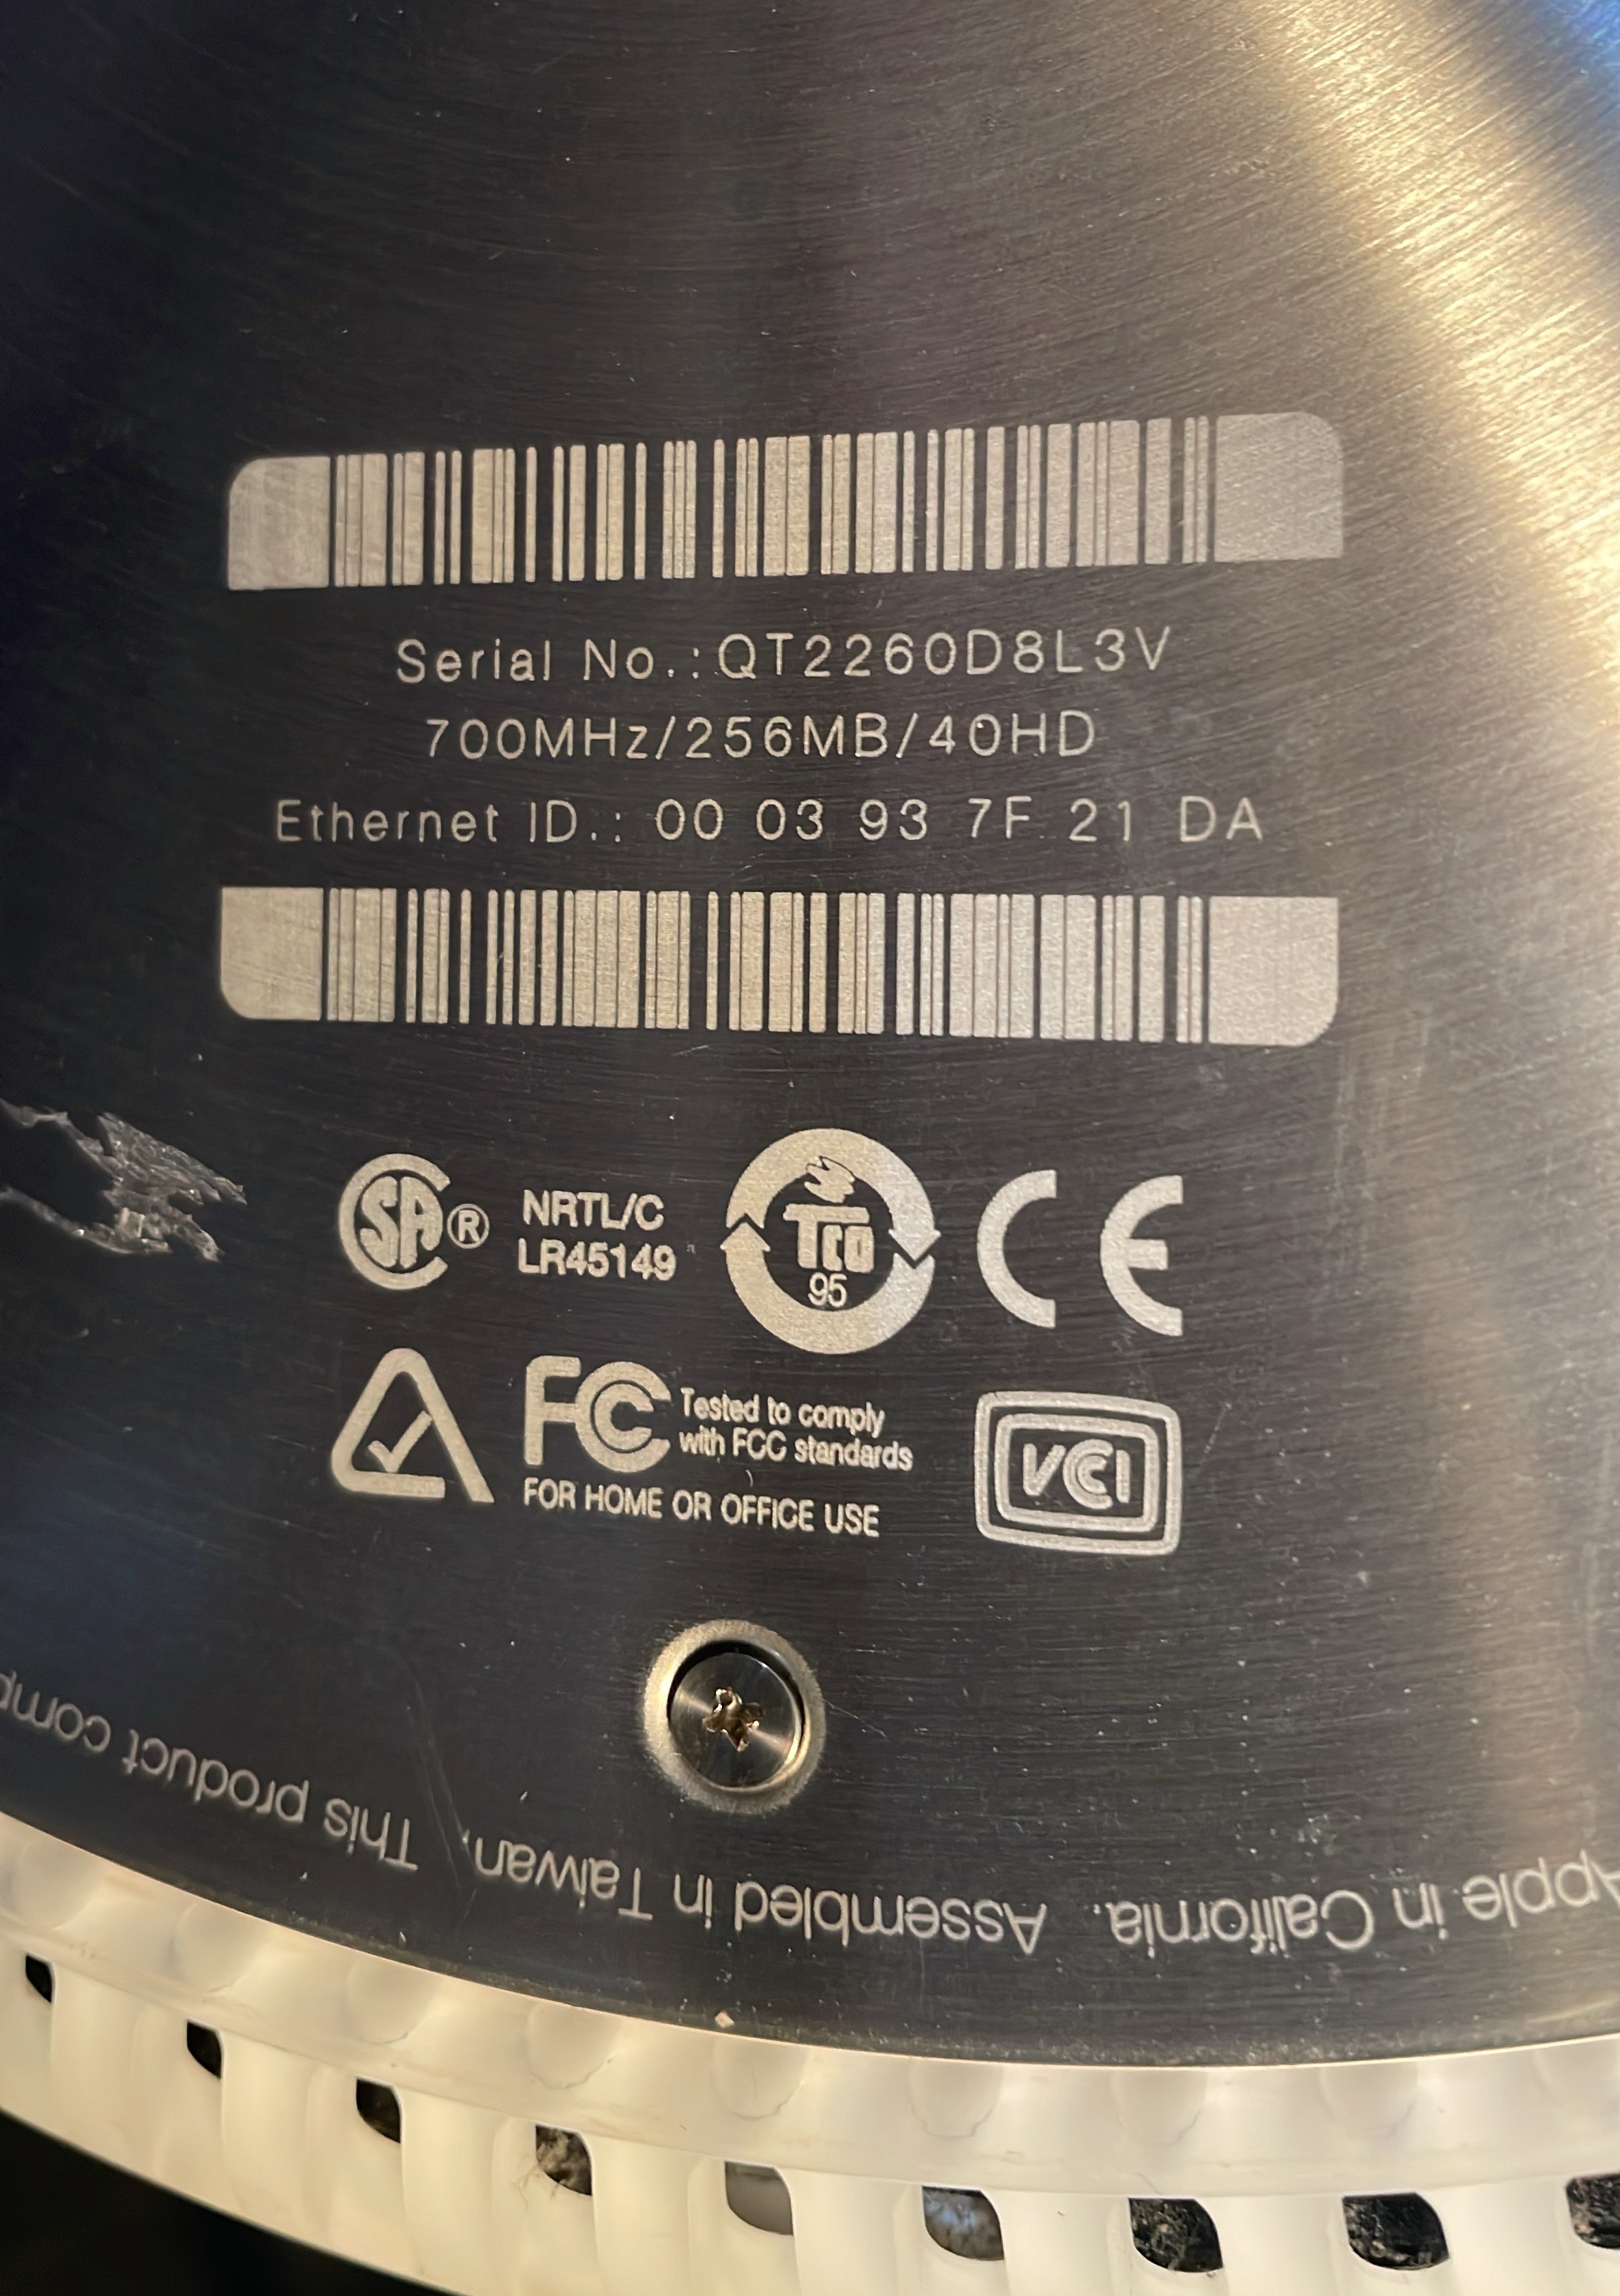 Serial No.:QT2260D8L3V
700MHz/256MB/40HD
Ethernet ID.: 00 03 93 7F 21 DA
SA®
NRTL/C
LR45149
TCO
95
CE
FC
Tested to comply
with FCC standards
FOR HOME OR OFFICE USE
VCI
Apple in California. Assembled in Taiwan. This product comp